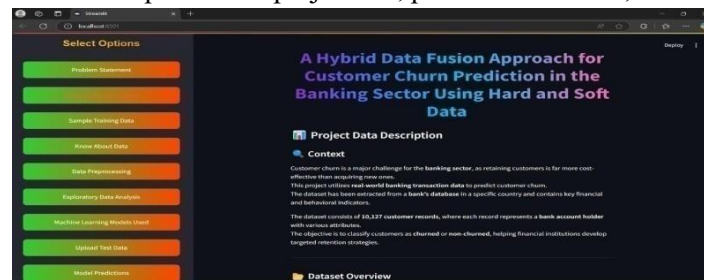 Streamlit
localhost:8501
Deploy
Select Options
Problem Statement
Sample Training Data
Know About Data
Data Preprocessing
Exploratory Data Analysis
Machine Learning Models Used
Upload Test Data
Model Predictions
A Hybrid Data Fusion Approach for
Customer Churn Prediction in the
Banking Sector Using Hard and Soft
Data
Project Data Description
Context
Customer churn is a major challenge for the banking sector, as retaining customers is far more cost-
effective than acquiring new ones.
This project utilizes real-world banking transaction data to predict customer churn.
The dataset has been extracted from a bank's database in a specific country and contains key financial
and behavioral indicators.
The dataset consists of 10,127 customer records, where each record represents a bank account holder
with various attributes.
The objective is to classify customers as churned or non-churned, helping financial institutions develop
targeted retention strategies.
Dataset Overview